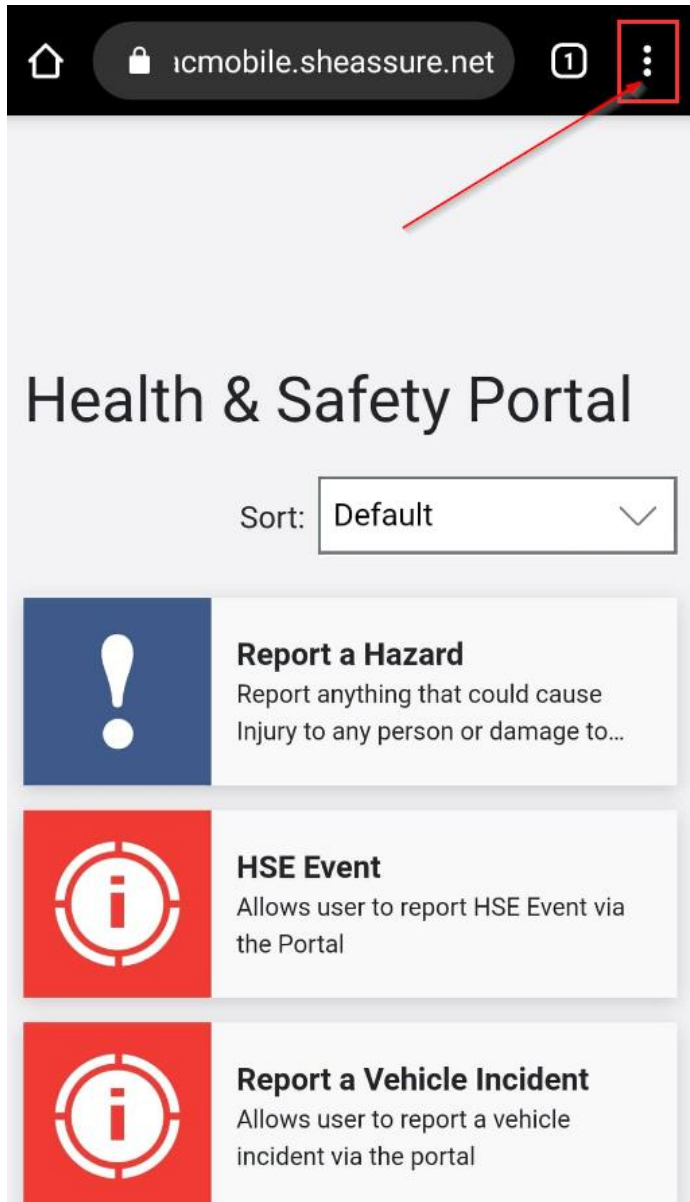 acmobile.sheassure.net 1
Health & Safety Portal
Sort: Default
Report a Hazard
Report anything that could cause
Injury to any person or damage to...
HSE Event
Allows user to report HSE Event via
the Portal
Report a Vehicle Incident
Allows user to report a vehicle
incident via the portal